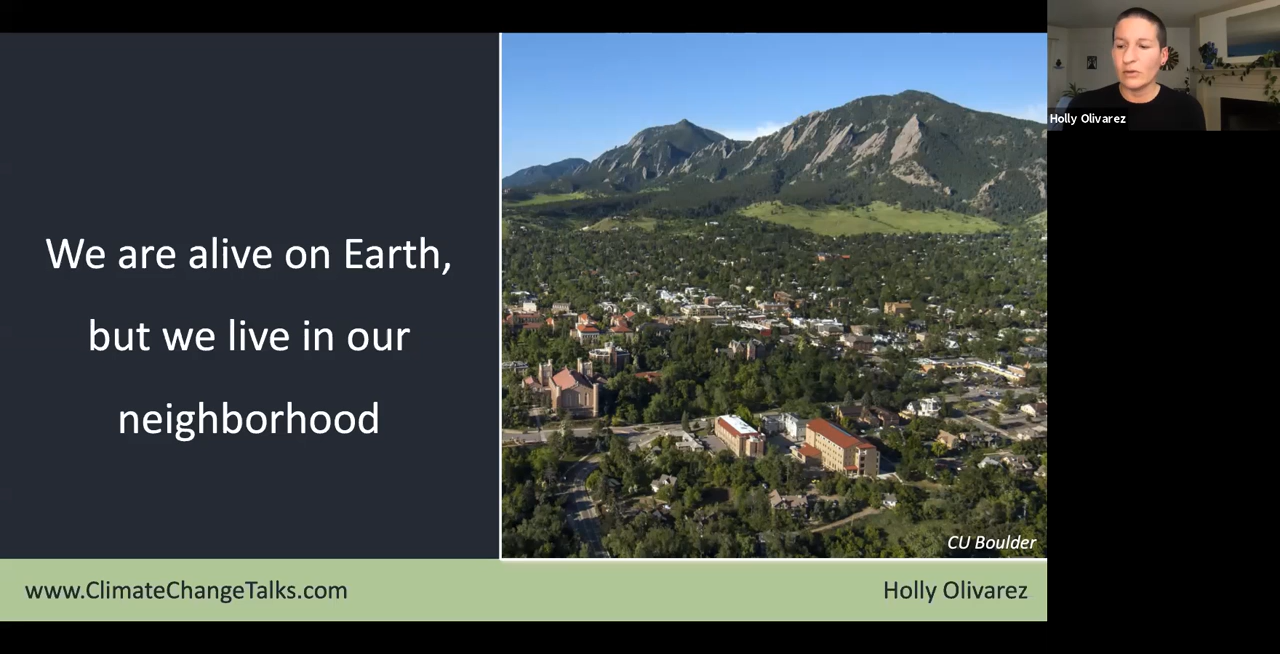 We are alive on Earth,
but we live in our
neighborhood
CU Boulder
www.ClimateChangeTalks.com
Holly Olivarez
Holly Olivarez